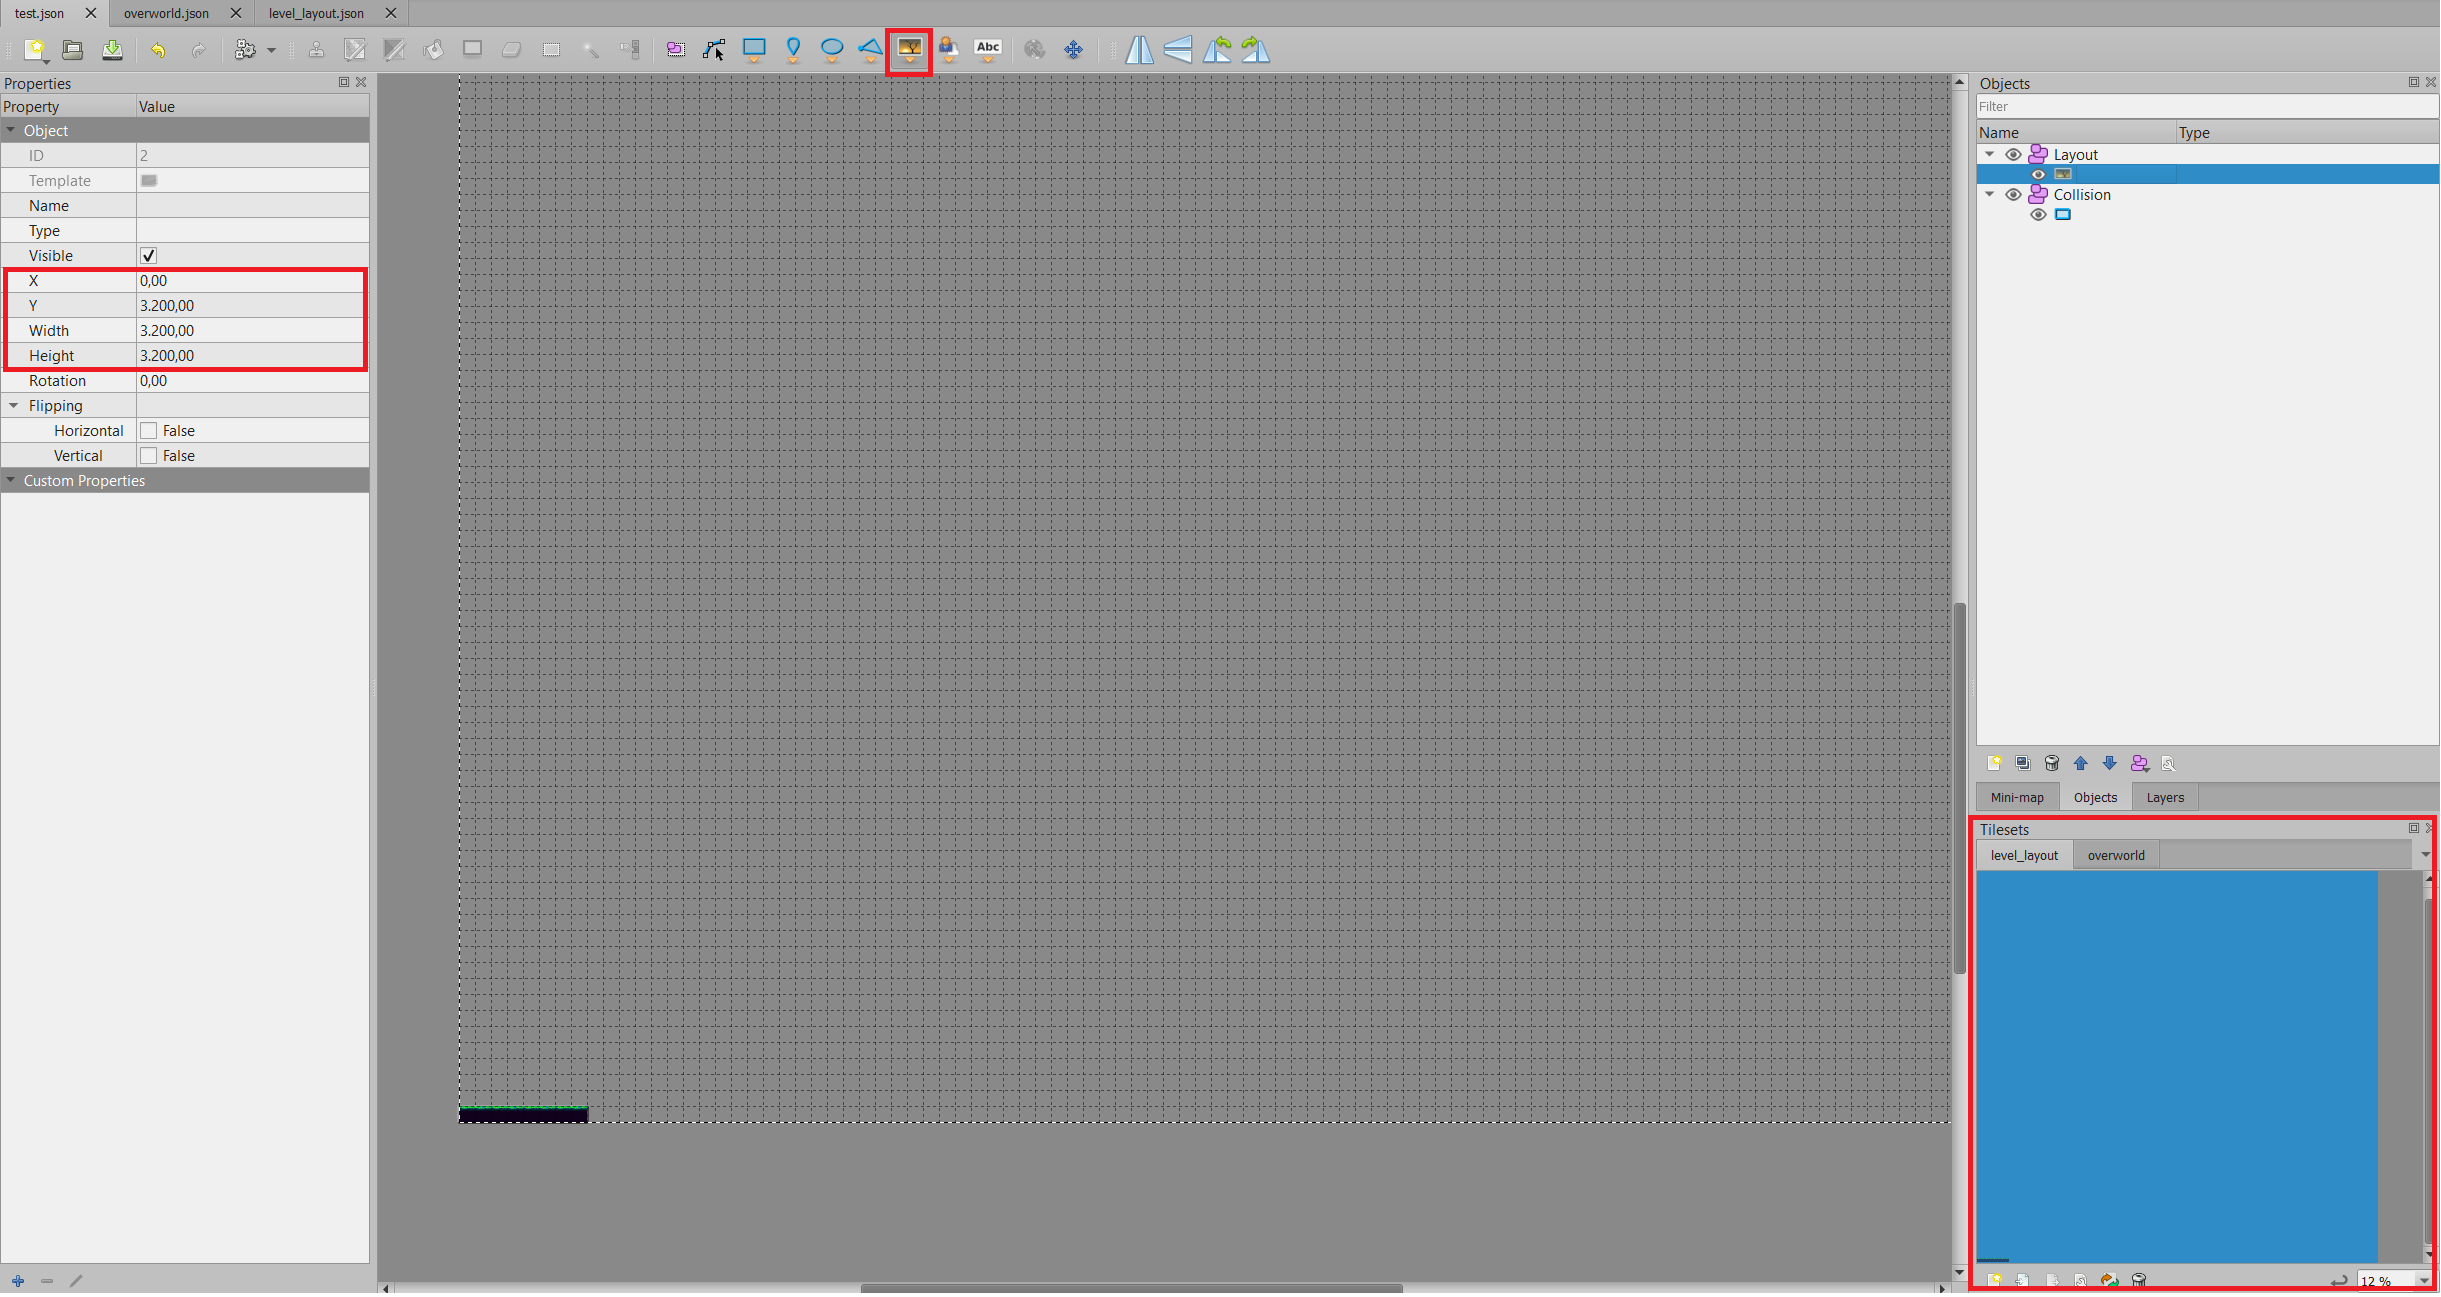 test.json overworld.json level_layout.json
Abc
Properties
Property Value
Object
ID 2
Template
Name
Type
Visible
X 0,00
Y 3.200,00
Width 3.200,00
Height 3.200,00
Rotation 0,00
Flipping
Horizontal False
Vertical False
Custom Properties
Objects
Filter
Name Type
Layout
Collision
Mini-map Objects Layers
Tilesets
level_layout overworld
12 %